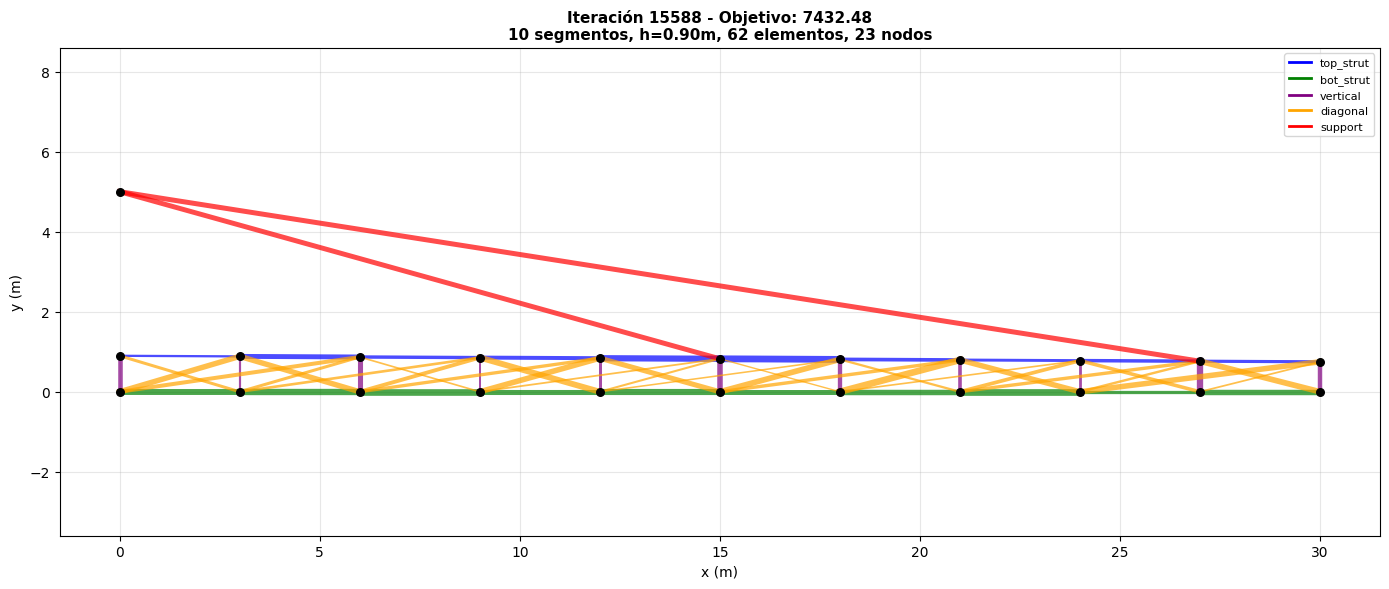 Iteración 15588 - Objetivo: 7432.48
10 segmentos, h=0.90m, 62 elementos, 23 nodos
top_strut
bot_strut
vertical
diagonal
support
y (m)
8
6
4
2
0
−2
0
5
10
15
20
25
30
x (m)